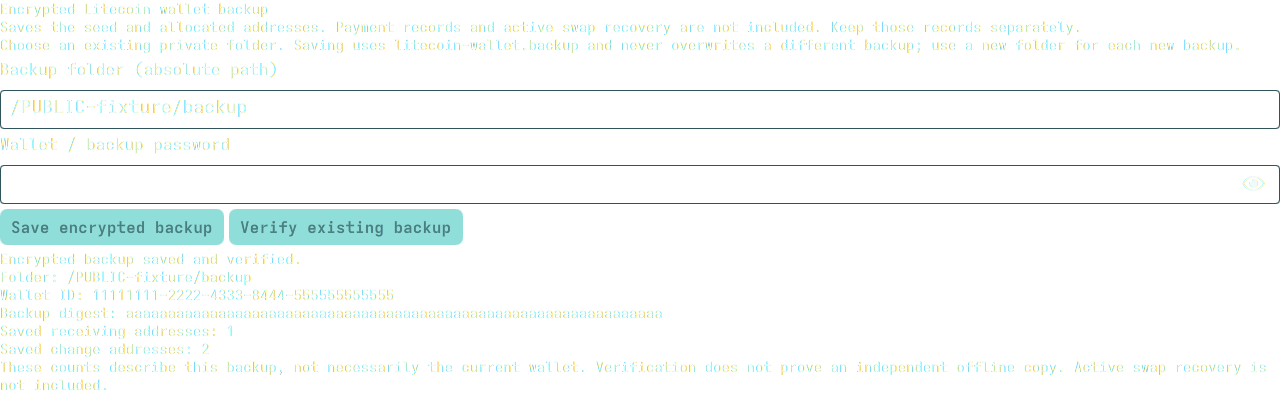 Encrypted Litecoin wallet backup
Saves the seed and allocated addresses. Payment records and active swap recovery are not included. Keep those records separately.
Choose an existing private folder. Saving uses litecoin-wallet.backup and never overwrites a different backup; use a new folder for each new backup.
Backup folder (absolute path)
/PUBLIC-fixture/backup
Wallet / backup password
Save encrypted backup Verify existing backup
Encrypted backup saved and verified.
Folder: /PUBLIC-fixture/backup
Wallet ID: 11111111-2222-4333-8444-555555555555
Backup digest: aaaaaaaaaaaaaaaaaaaaaaaaaaaaaaaaaaaaaaaaaaaaaaaaaaaaaaaaaaaaaaaa
Saved receiving addresses: 1
Saved change addresses: 2
These counts describe this backup, not necessarily the current wallet. Verification does not prove an independent offline copy. Active swap recovery is
not included.